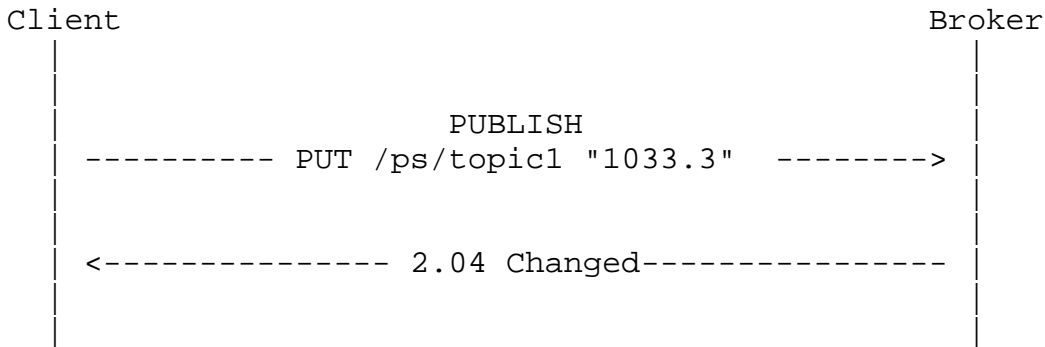 Client Broker
PUBLISH
---------- PUT /ps/topic1 "1033.3" -------->
<--------------- 2.04 Changed----------------